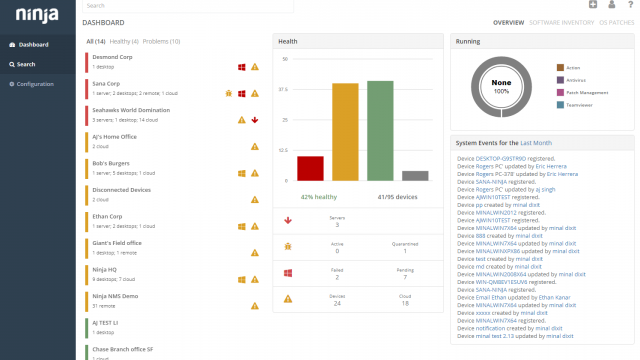 ninja
Search
?
DASHBOARD
OVERVIEW SOFTWARE INVENTORY OS PATCHES
Dashboard
Search
Configuration
All (14) Healthy (4) Problems (10)
Desmond Corp
1 desktop
Sana Corp
1 server; 2 desktops; 2 remote; 1 cloud
Seahawks World Domination
3 servers; 1 desktop; 14 cloud
AJ's Home Office
2 cloud
Bob's Burgers
1 server; 5 desktops; 1 cloud
Disconnected Devices
2 cloud
Ethan Corp
1 server; 5 desktops; 2 cloud
Giant's Field office
2 desktop; 1 remote
Ninja HQ
9 desktops; 7 cloud
Ninja NMS Demo
31 remote
AJ TEST LI
1 desktop
Chase Branch office SF
1 cloud
Health
50
37.5
25
12.5
0
42% healthy 41/95 devices
Servers
3
Active
0
Quarantined
1
Failed
2
Pending
7
Devices
24
Cloud
18
Running
None
100%
Action
Antivirus
Patch Management
Teamviewer
System Events for the Last Month
Device DESKTOP-G95TR9D registered.
Device Rogers PC' updated by Eric Herrera
Device Rogers PC-378' updated by Eric Herrera
Device SANA-NINJA registered.
Device Rogers PC' updated by aj singh
Device AJWIN10TEST registered.
Device pp created by minal dixit
Device MINALWIN2012 registered.
Device AJWIN10TEST registered.
Device MINALWIN7X64 updated by minal dixit
Device 888 created by minal dixit
Device MINALWIN7X64 updated by minal dixit
Device MINALWINXPX86 updated by minal dixit
Device test created by minal dixit
Device md created by minal dixit
Device MINALWIN2008X64 updated by minal dixit
Device WIN-QM8EV1ESUV6 registered.
Device SANA-NINJA registered.
Device Email Ethan updated by Ethan Kanar
Device MINALWIN7X64 updated by minal dixit
Device xxxxx created by minal dixit
Device MINALWIN7X64 registered.
Device notification created by minal dixit
Device minal test 2.13 updated by minal dixit